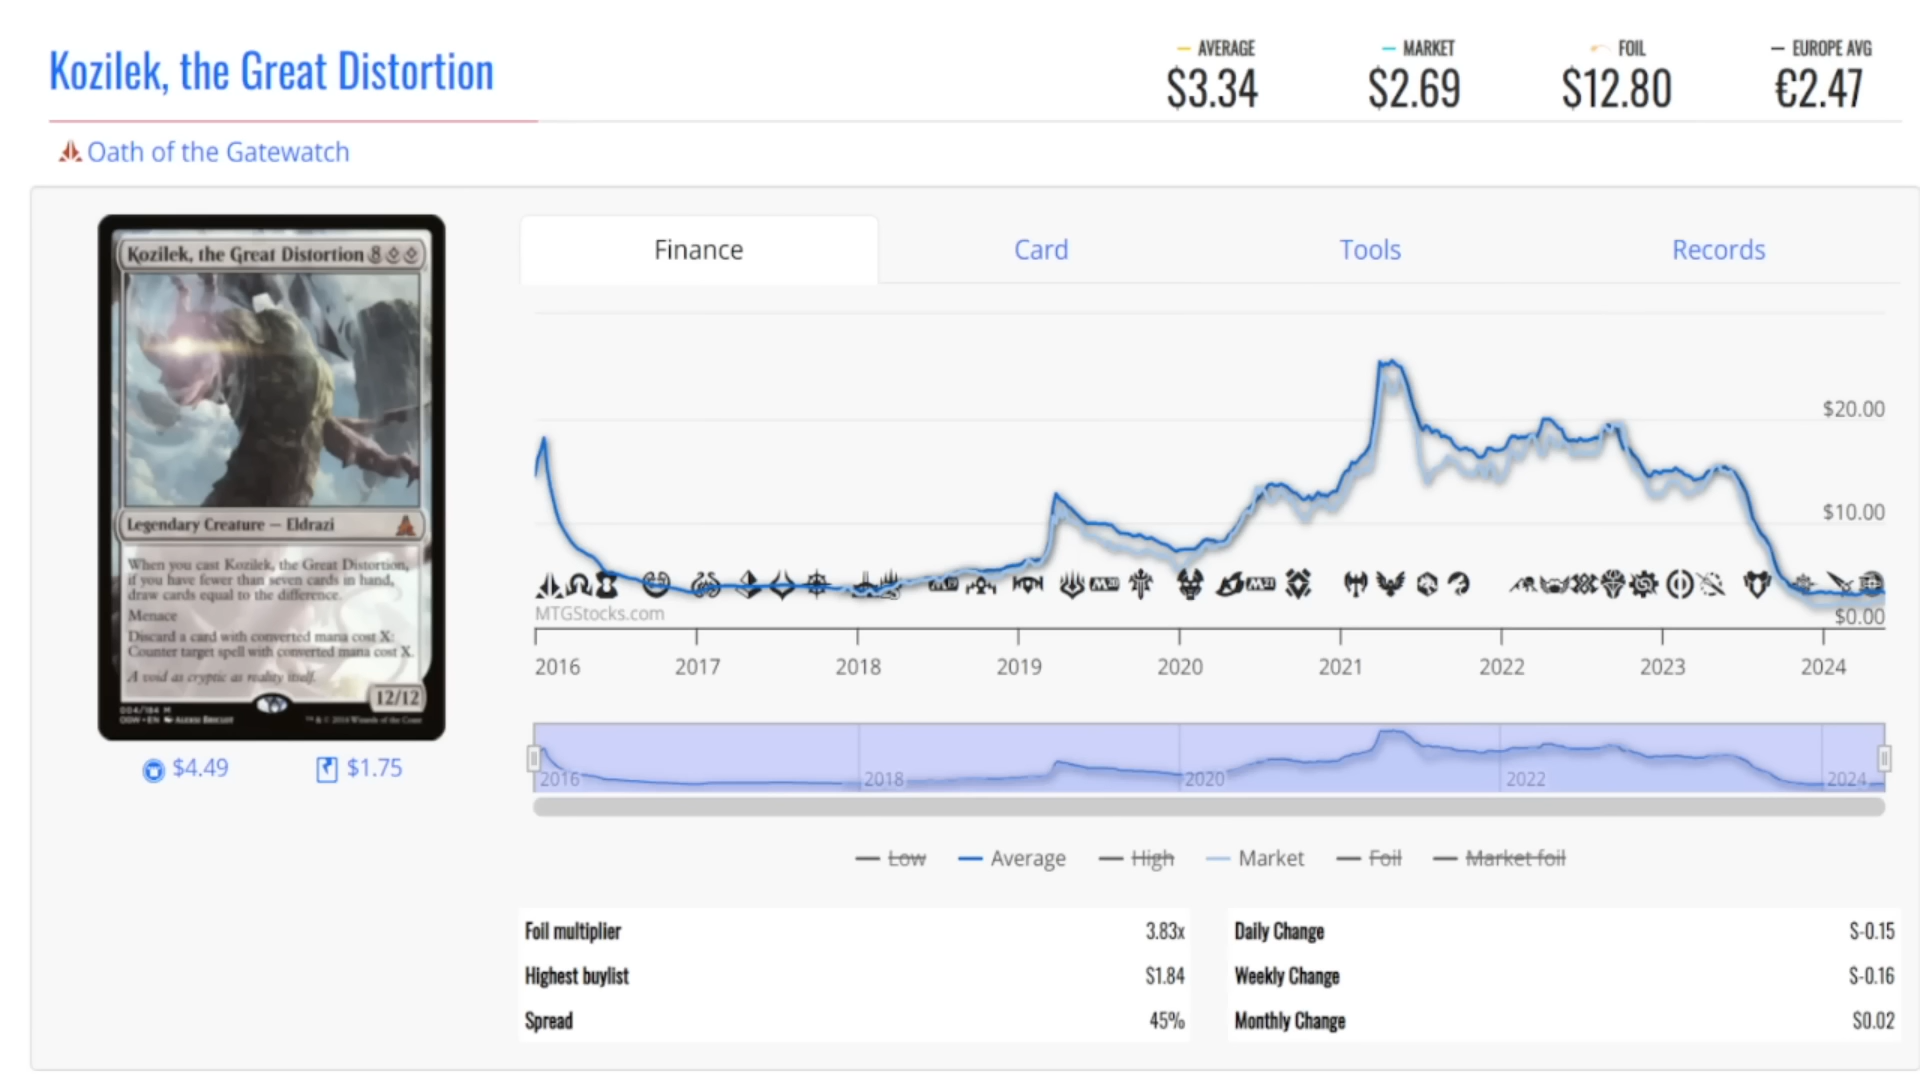 Kozilek, the Great Distortion
AVERAGE
$3.34
MARKET
$2.69
FOIL
$12.80
EUROPE AVG
€2.47
Oath of the Gatewatch
Kozilek, the Great Distortion 8
Legendary Creature — Eldrazi
When you cast Kozilek, the Great Distortion,
if you have fewer than seven cards in hand,
draw cards equal to the difference.
Menace
Discard a card with converted mana cost X:
Counter target spell with converted mana cost X.
A void as cryptic as reality itself.
12/12
004/184 M
OGW • EN
$4.49
$1.75
Finance
Card
Tools
Records
$20.00
$10.00
$0.00
MTGStocks.com
2016
2017
2018
2019
2020
2021
2022
2023
2024
2016
2018
2020
2022
2024
Low
Average
High
Market
Foil
Market foil
Foil multiplier
3.83x
Highest buylist
$1.84
Spread
45%
Daily Change
$-0.15
Weekly Change
$-0.16
Monthly Change
$0.02